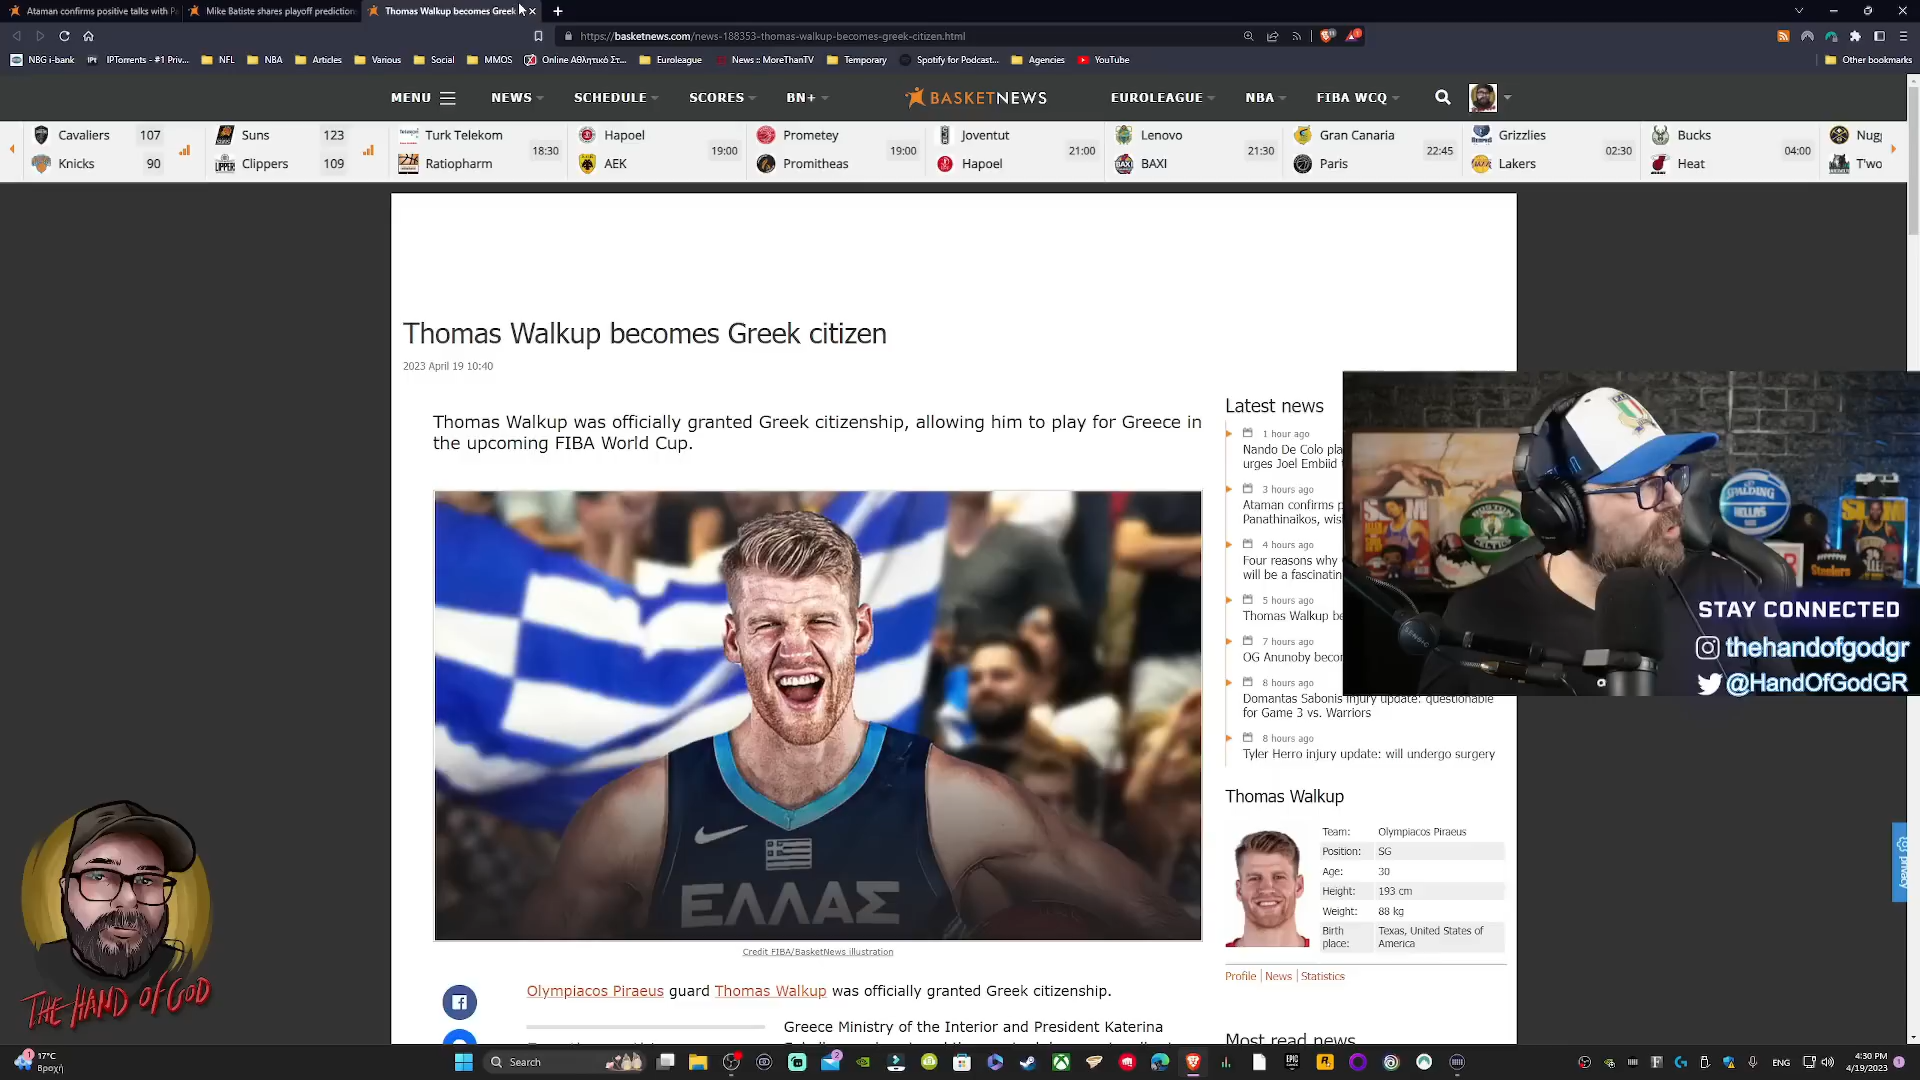 Ataman confirms positive talks with P
Mike Batiste shares playoff prediction
Thomas Walkup becomes Greek
https://basketnews.com/news-188353-thomas-walkup-becomes-greek-citizen.html
NBG i-bank
IPTorrents - #1 Priv...
NFL
NBA
Articles
Various
Social
MMOS
Online Αθλητικό Στ...
Euroleague
News :: MoreThanTV
Temporary
Spotify for Podcast...
Agencies
YouTube
Other bookmarks
MENU
NEWS
SCHEDULE
SCORES
BN+
BASKETNEWS
EUROLEAGUE
NBA
FIBA WCQ
Cavaliers 107
Knicks 90
Suns 123
Clippers 109
Turk Telekom
Ratiopharm
18:30
Hapoel
AEK
19:00
Prometey
Promitheas
19:00
Joventut
Hapoel
21:00
Lenovo
BAXI
21:30
Gran Canaria
Paris
22:45
Grizzlies
Lakers
02:30
Bucks
Heat
04:00
Nugg
T'wo
Thomas Walkup becomes Greek citizen
2023 April 19 10:40
Thomas Walkup was officially granted Greek citizenship, allowing him to play for Greece in
the upcoming FIBA World Cup.
ΕΛΛΑΣ
Credit FIBA/BasketNews illustration
Olympiacos Piraeus guard Thomas Walkup was officially granted Greek citizenship.
Greece Ministry of the Interior and President Katerina
Latest news
1 hour ago
Nando De Colo pla
urges Joel Embiid
3 hours ago
Ataman confirms p
Panathinaikos, wis
4 hours ago
Four reasons why
will be a fascinatin
5 hours ago
Thomas Walkup be
7 hours ago
OG Anunoby becor
8 hours ago
Domantas Sabonis injury update: questionable
for Game 3 vs. Warriors
8 hours ago
Tyler Herro injury update: will undergo surgery
Thomas Walkup
Team: Olympiacos Piraeus
Position: SG
Age: 30
Height: 193 cm
Weight: 88 kg
Birth place: Texas, United States of
America
Profile | News | Statistics
Most read news
SPALDING
HELLAS
BOSTON
CELTICS
SLAM
SLAM
Steelers
STAY CONNECTED
thehandofgodgr
@HandOfGodGR
THE HAND OF GOD
privacy
17°C
Βροχή
Search
ENG
4:30 PM
4/19/2023